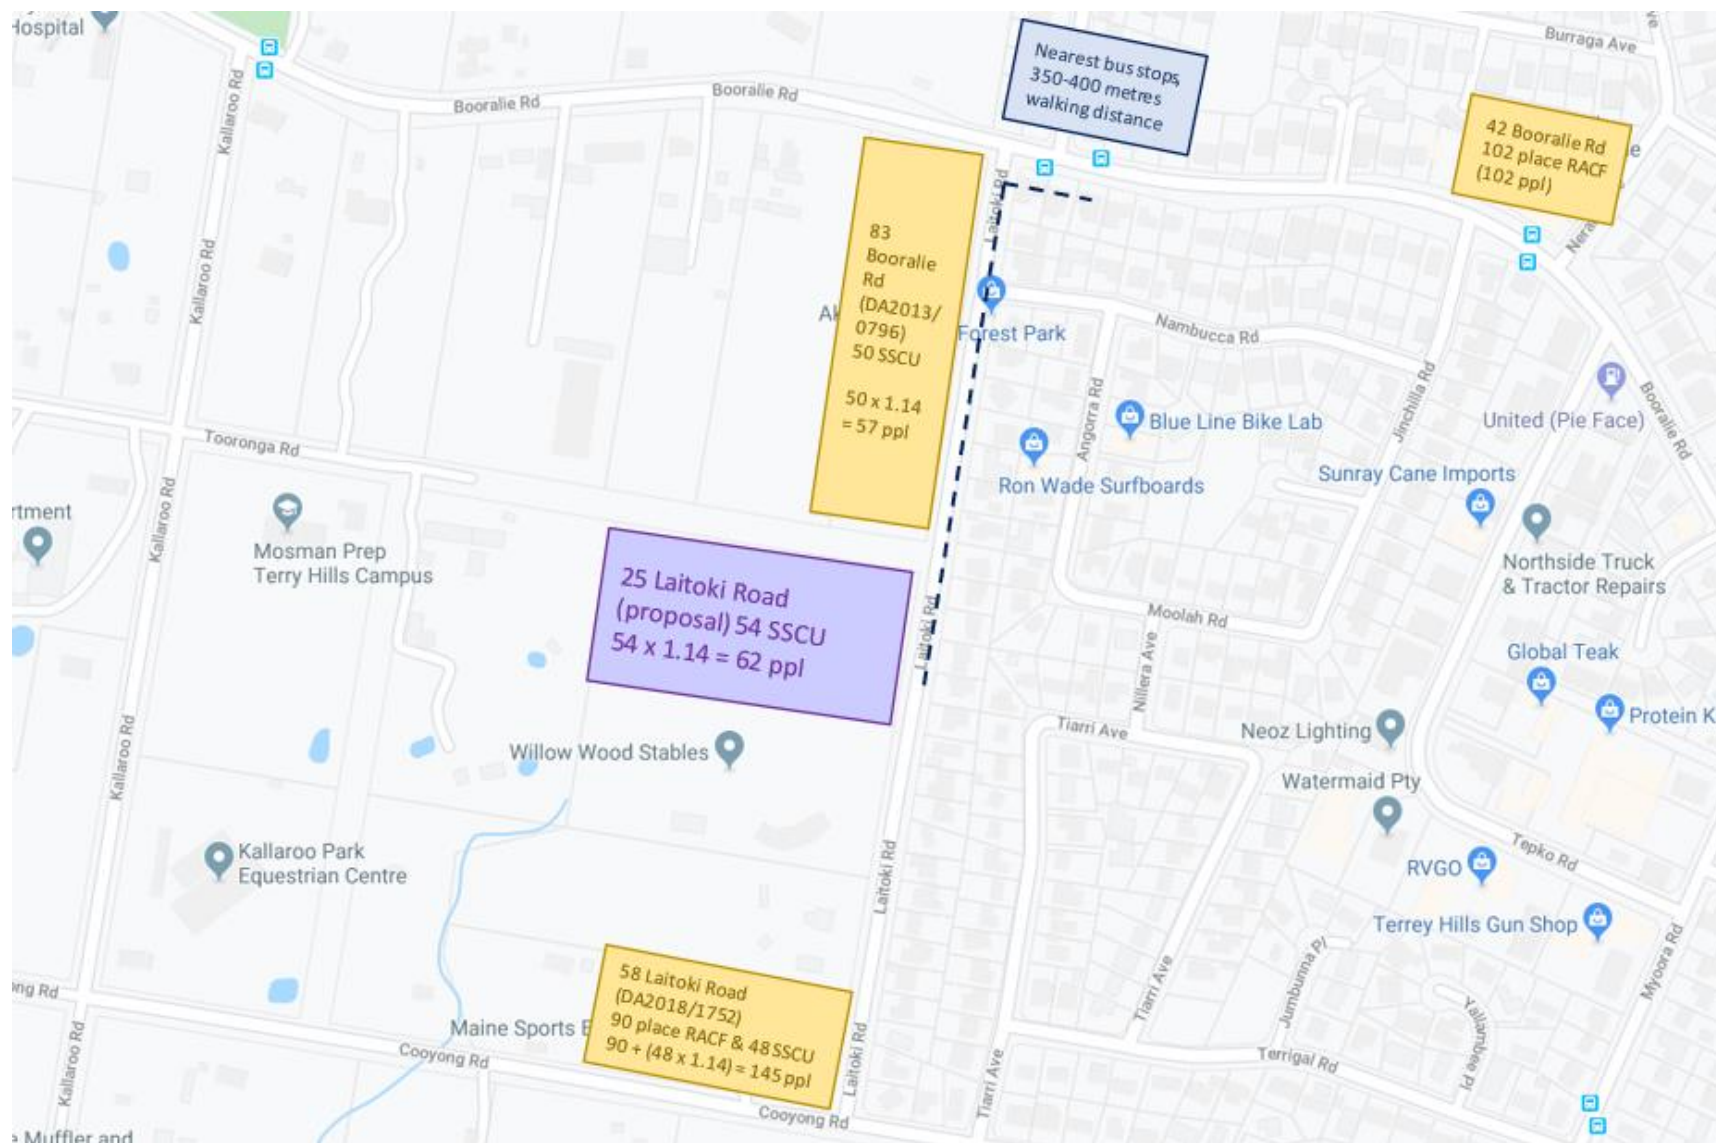 Hospital
Burraga Ave
Nearest bus stops,
350-400 metres
walking distance
Booralie Rd
Booralie Rd
Kallaroo Rd
42 Booralie Rd
102 place RACF
(102 ppl)
e
Laitoki Rd
83
Booralie
Rd
(DA2013/
0796)
50 SSCU
50 x 1.14
= 57 ppl
Kallaroo Rd
Forest Park
Nambucca Rd
Jinchilla Rd
United (Pie Face)
Booralie Rd
Angorra Rd
Blue Line Bike Lab
Tooronga Rd
Ron Wade Surfboards
Sunray Cane Imports
Kallaroo Rd
rtment
Mosman Prep
Terry Hills Campus
Northside Truck
& Tractor Repairs
25 Laitoki Road
(proposal) 54 SSCU
54 x 1.14 = 62 ppl
Laitoki Rd
Moolah Rd
Nillera Ave
Global Teak
Protein K
Tiarri Ave
Neoz Lighting
Willow Wood Stables
Kallaroo Rd
Watermaid Pty
Kallaroo Park
Equestrian Centre
Laitoki Rd
Tepko Rd
RVGO
Terrey Hills Gun Shop
Myoora Rd
58 Laitoki Road
(DA2018/1752)
90 place RACF & 48 SSCU
90 + (48 x 1.14) = 145 ppl
Tiarri Ave
Jumbunna Pl
Yallambee Pl
ong Rd
Maine Sports
Cooyong Rd
Kallaroo Rd
Laitoki Rd
Tiarri Ave
Terrigal Rd
Cooyong Rd
e Muffler and